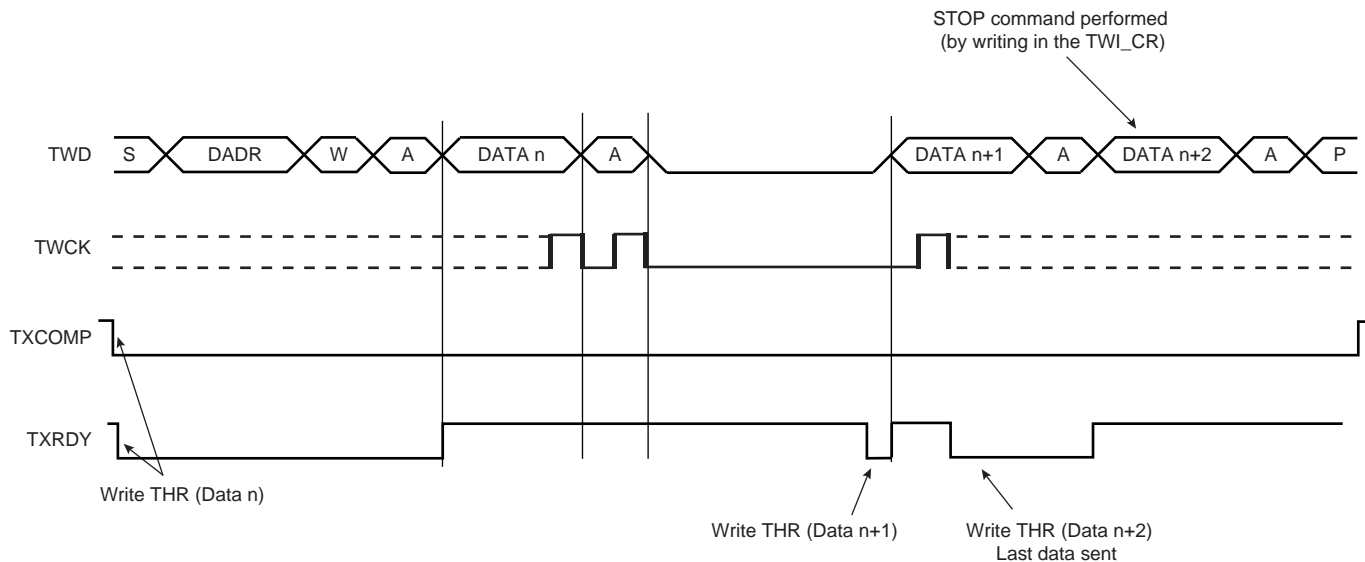 STOP command performed
(by writing in the TWI_CR)
TWD S DADR W A DATA n A DATA n+1 A DATA n+2 A P
TWCK
TXCOMP
TXRDY
Write THR (Data n)
Write THR (Data n+1) Write THR (Data n+2)
Last data sent